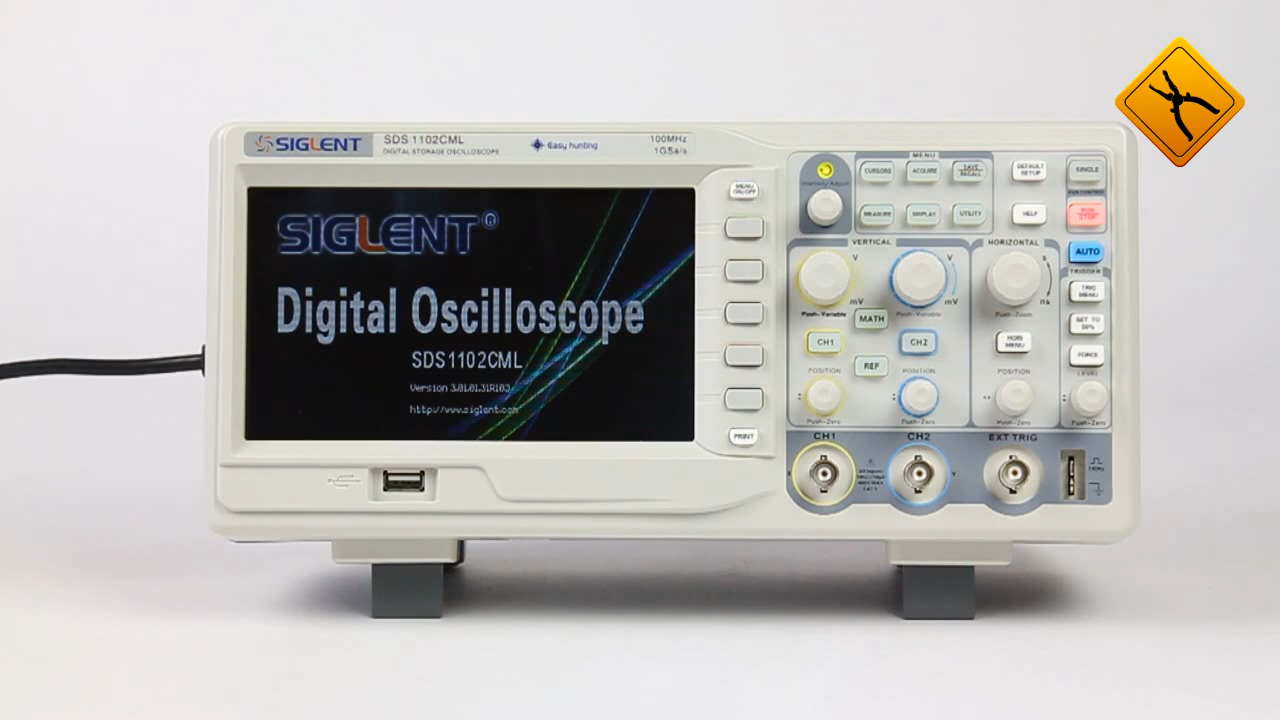 SIGLENT
SDS 1102CML
DIGITAL STORAGE OSCILLOSCOPE
Easy hunting
100MHz
1GSa/s
SIGLENT®
Digital Oscilloscope
SDS1102CML
Version 3.01.01.31R103
http://www.siglent.com
MENU
ON/OFF
PRINT
MENU
CURSORS
ACQUIRE
SAVE
RECALL
DEFAULT
SETUP
SINGLE
MEASURE
DISPLAY
UTILITY
HELP
RUN
STOP
AUTO
VERTICAL
HORIZONTAL
TRIGGER
V
mV
Push-Variable
V
mV
Push-Variable
S
nS
Push-Zoom
MATH
CH1
CH2
REF
HORI
MENU
TRIG
MENU
SET TO
50%
FORCE
POSITION
POSITION
POSITION
LEVEL
Push-Zero
Push-Zero
Push-Zero
Push-Zero
CH1
CH2
EXT TRIG